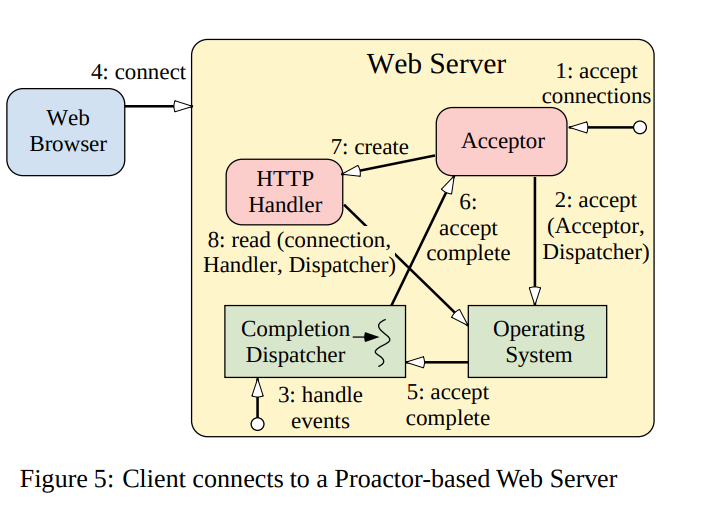 Web Server
4: connect
1: accept
connections
Web
Browser
Acceptor
7: create
HTTP
Handler
6:
accept
complete
2: accept
(Acceptor,
Dispatcher)
8: read (connection,
Handler, Dispatcher)
Completion
Dispatcher
Operating
System
3: handle
events
5: accept
complete
Figure 5: Client connects to a Proactor-based Web Server